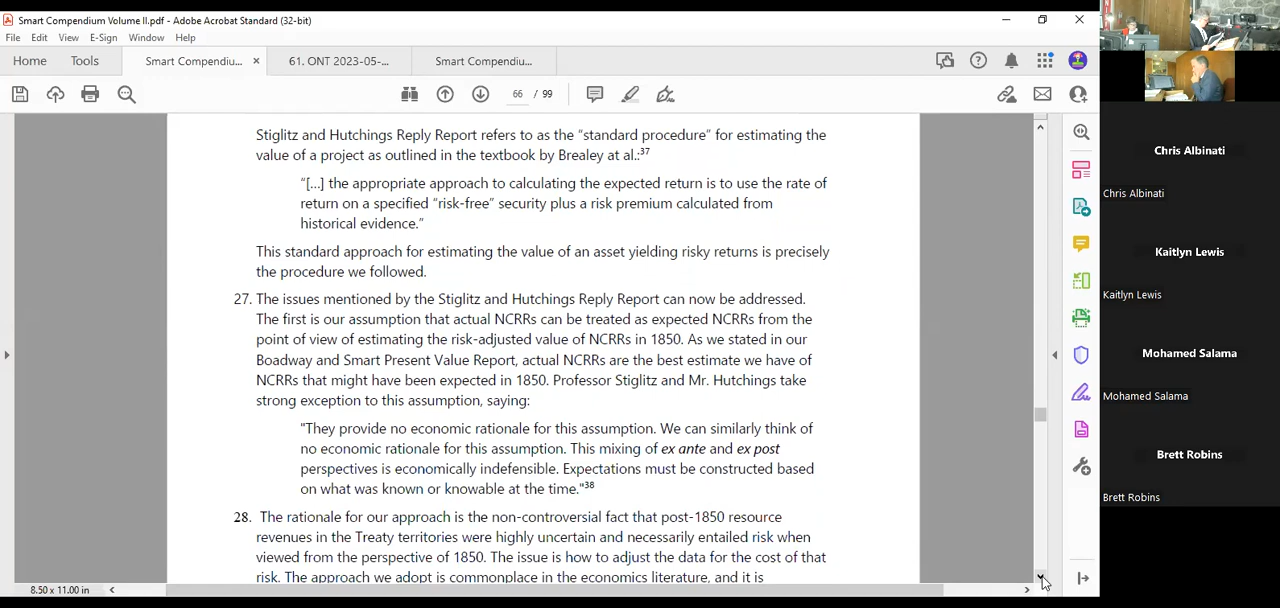 Smart Compendium Volume II.pdf - Adobe Acrobat Standard (32-bit)
File Edit View E-Sign Window Help
Home Tools Smart Compendiu... × 61. ONT 2023-05-... Smart Compendiu...
66 / 99
Stiglitz and Hutchings Reply Report refers to as the “standard procedure” for estimating the
value of a project as outlined in the textbook by Brealey at al.:37
“[...] the appropriate approach to calculating the expected return is to use the rate of
return on a specified “risk-free” security plus a risk premium calculated from
historical evidence.”
This standard approach for estimating the value of an asset yielding risky returns is precisely
the procedure we followed.
27. The issues mentioned by the Stiglitz and Hutchings Reply Report can now be addressed.
The first is our assumption that actual NCRRs can be treated as expected NCRRs from the
point of view of estimating the risk-adjusted value of NCRRs in 1850. As we stated in our
Boadway and Smart Present Value Report, actual NCRRs are the best estimate we have of
NCRRs that might have been expected in 1850. Professor Stiglitz and Mr. Hutchings take
strong exception to this assumption, saying:
"They provide no economic rationale for this assumption. We can similarly think of
no economic rationale for this assumption. This mixing of ex ante and ex post
perspectives is economically indefensible. Expectations must be constructed based
on what was known or knowable at the time."38
28. The rationale for our approach is the non-controversial fact that post-1850 resource
revenues in the Treaty territories were highly uncertain and necessarily entailed risk when
viewed from the perspective of 1850. The issue is how to adjust the data for the cost of that
risk. The approach we adopt is commonplace in the economics literature, and it is
8.50 x 11.00 in
Chris Albinati
Chris Albinati
Kaitlyn Lewis
Kaitlyn Lewis
Mohamed Salama
Mohamed Salama
Brett Robins
Brett Robins